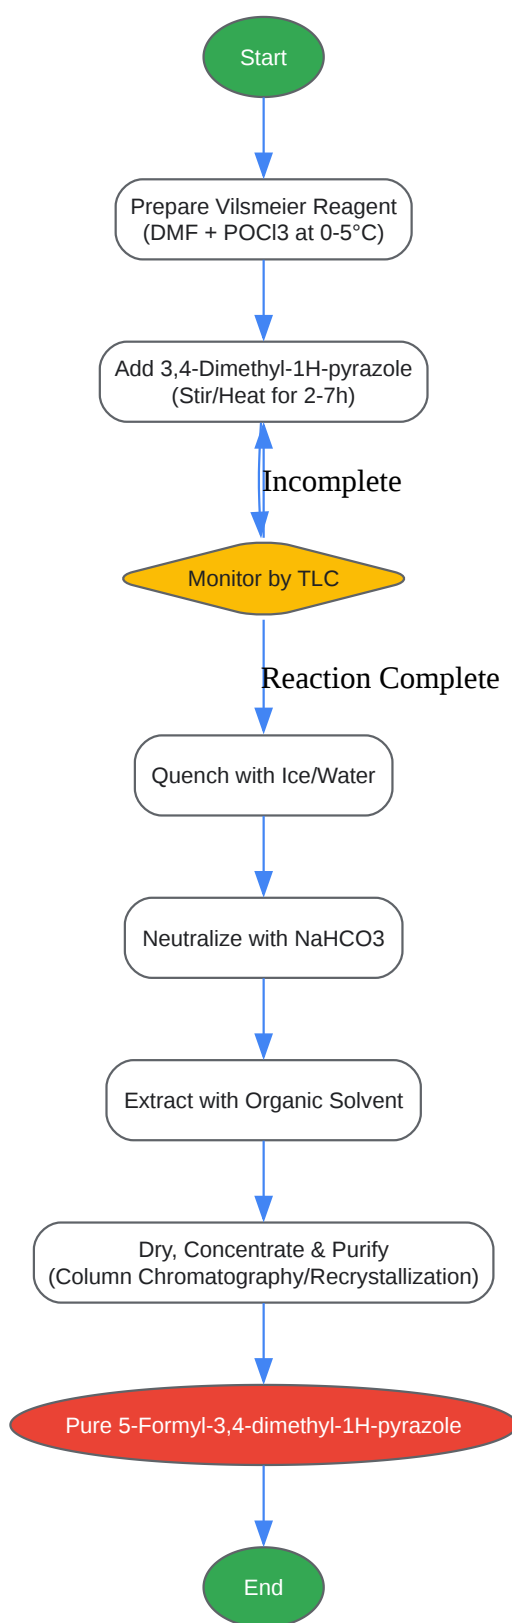 Start
Prepare Vilsmeier Reagent
(DMF + POCl3 at 0-5°C)
Add 3,4-Dimethyl-1H-pyrazole
(Stir/Heat for 2-7h)
Incomplete
Monitor by TLC
Reaction Complete
Quench with Ice/Water
Neutralize with NaHCO3
Extract with Organic Solvent
Dry, Concentrate & Purify
(Column Chromatography/Recrystallization)
Pure 5-Formyl-3,4-dimethyl-1H-pyrazole
End